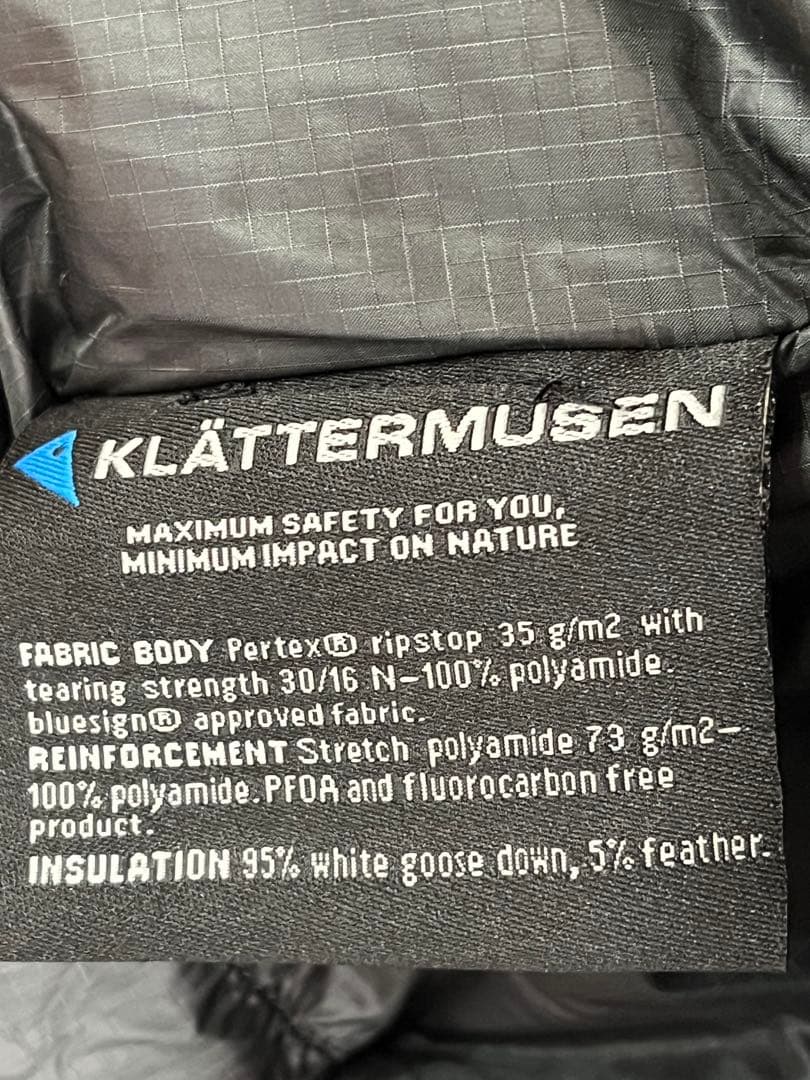 KLÄTTERMUSEN
MAXIMUM SAFETY FOR YOU,
MINIMUM IMPACT ON NATURE
FABRIC BODY Pertex® ripstop 35 g/m2 with
tearing strength 30/16 N-100% polyamide.
bluesign® approved fabric.
REINFORCEMENT Stretch polyamide 73 g/m2-
100% polyamide. PFOA and fluorocarbon free
product.
INSULATION 95% white goose down, 5% feather.